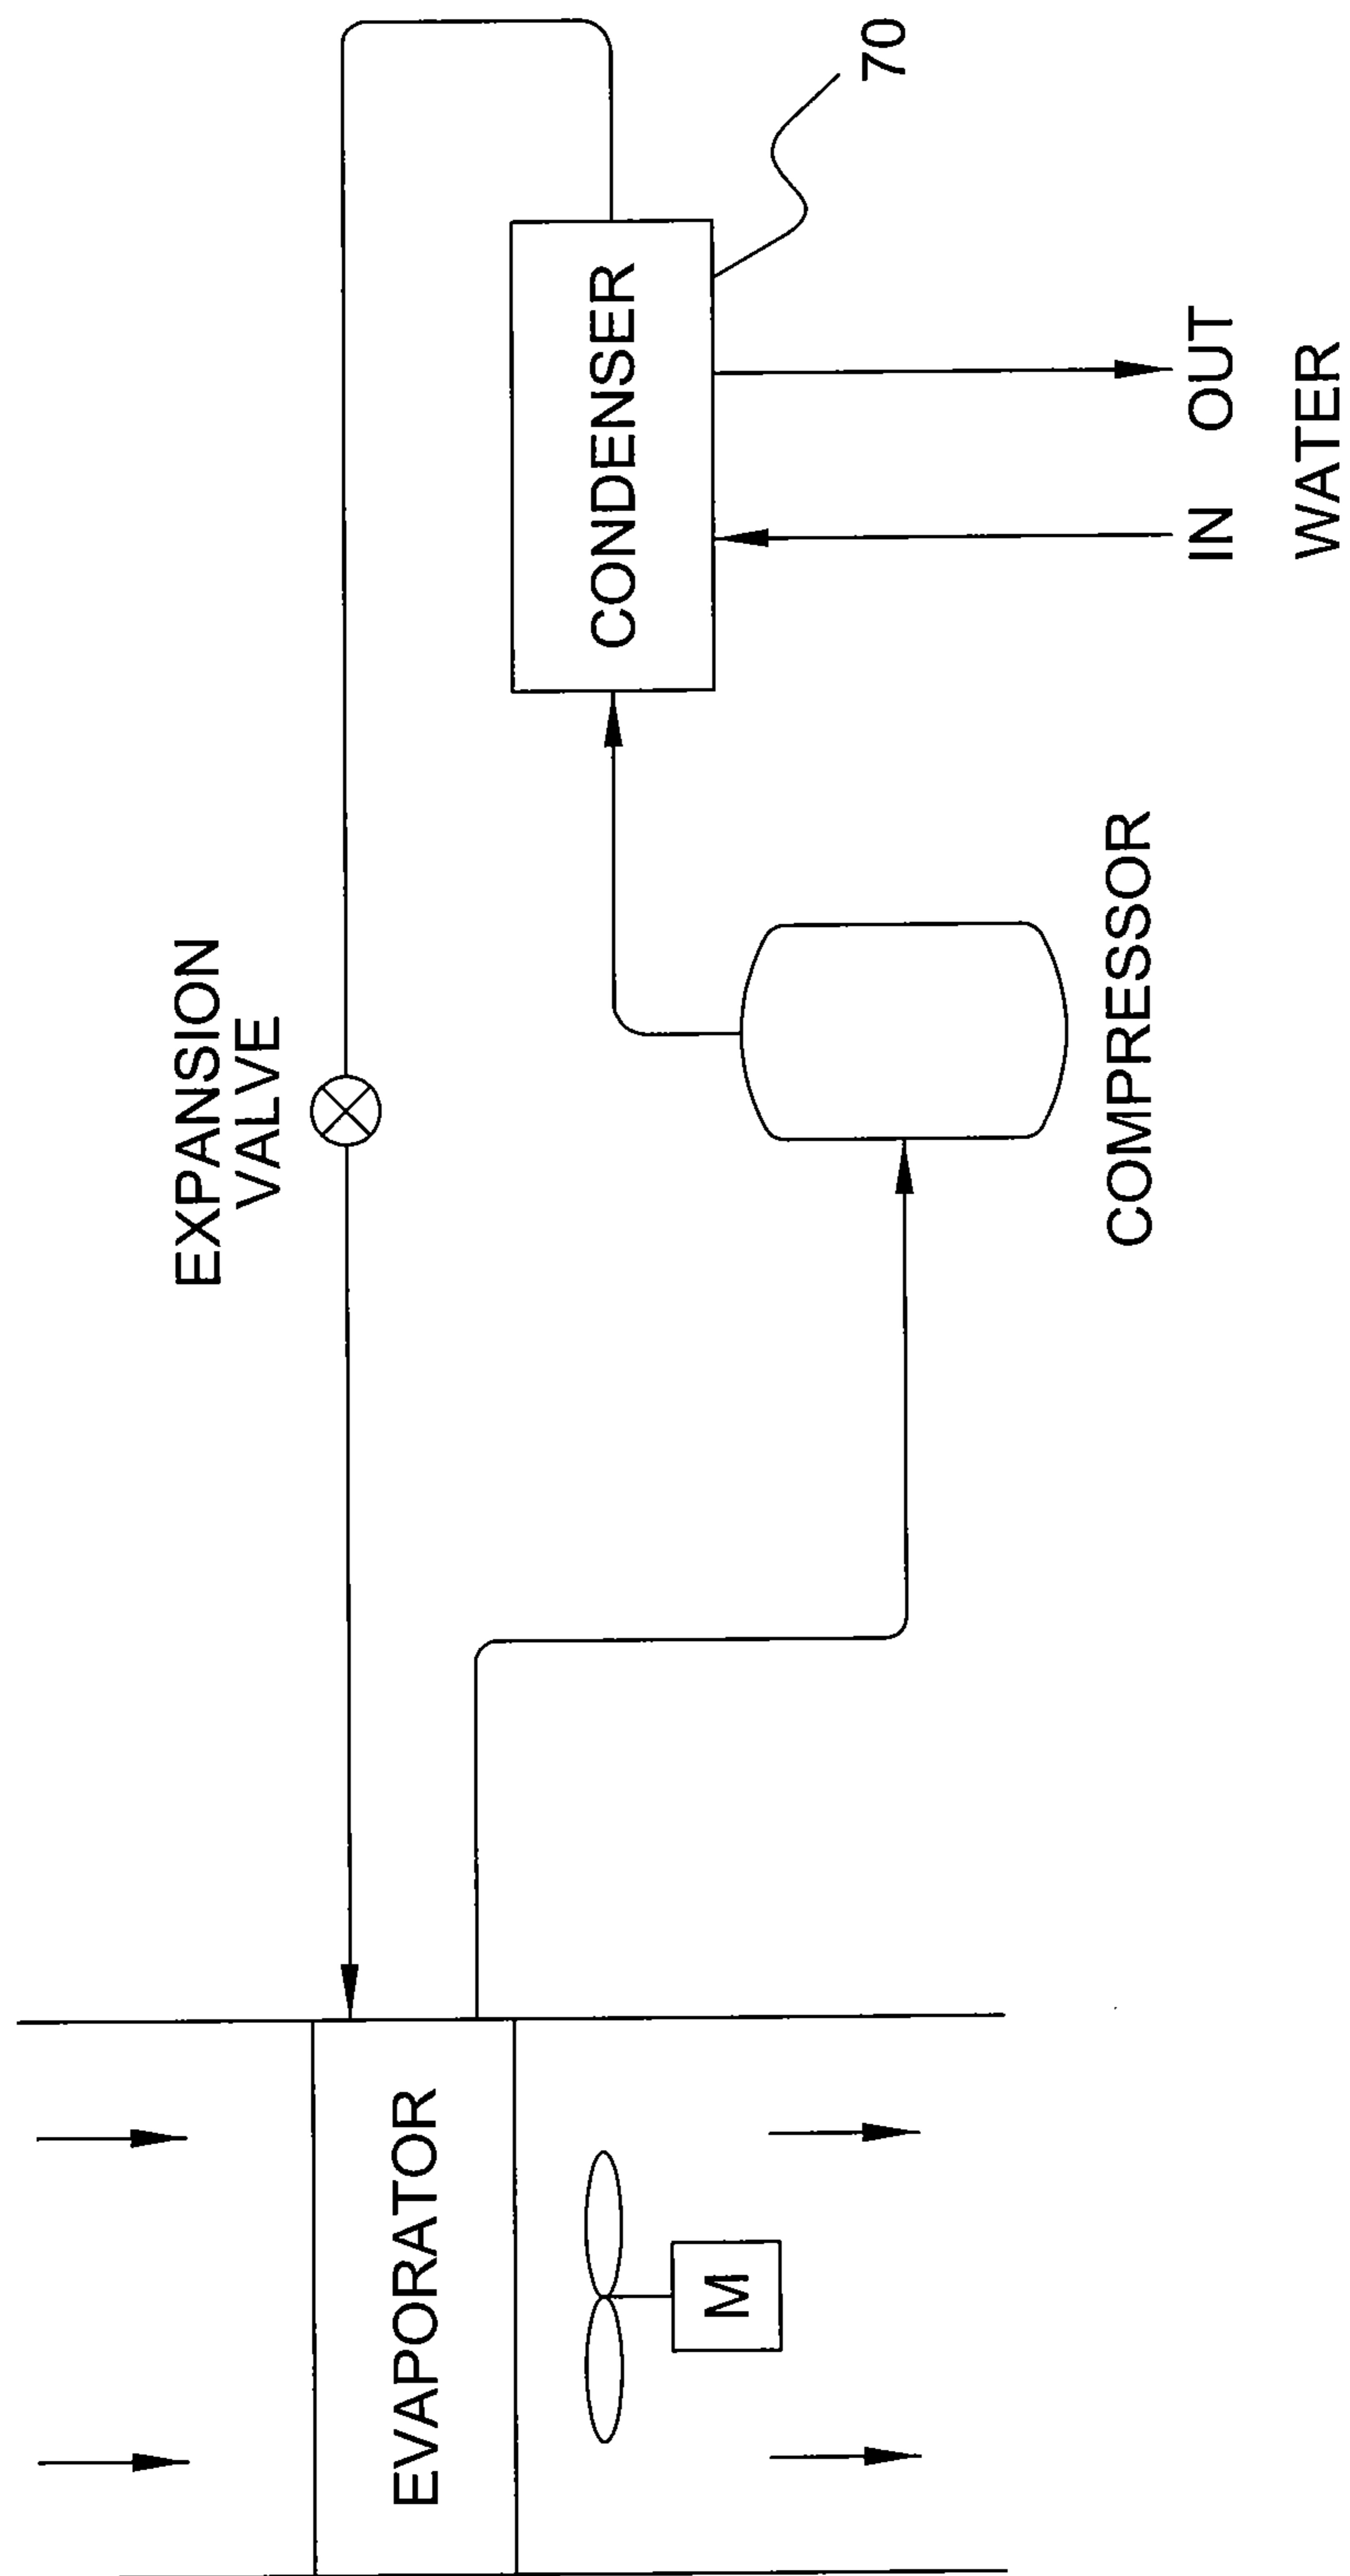 EXPANSION
VALVE
EVAPORATOR
M
COMPRESSOR
CONDENSER
70
IN OUT
WATER